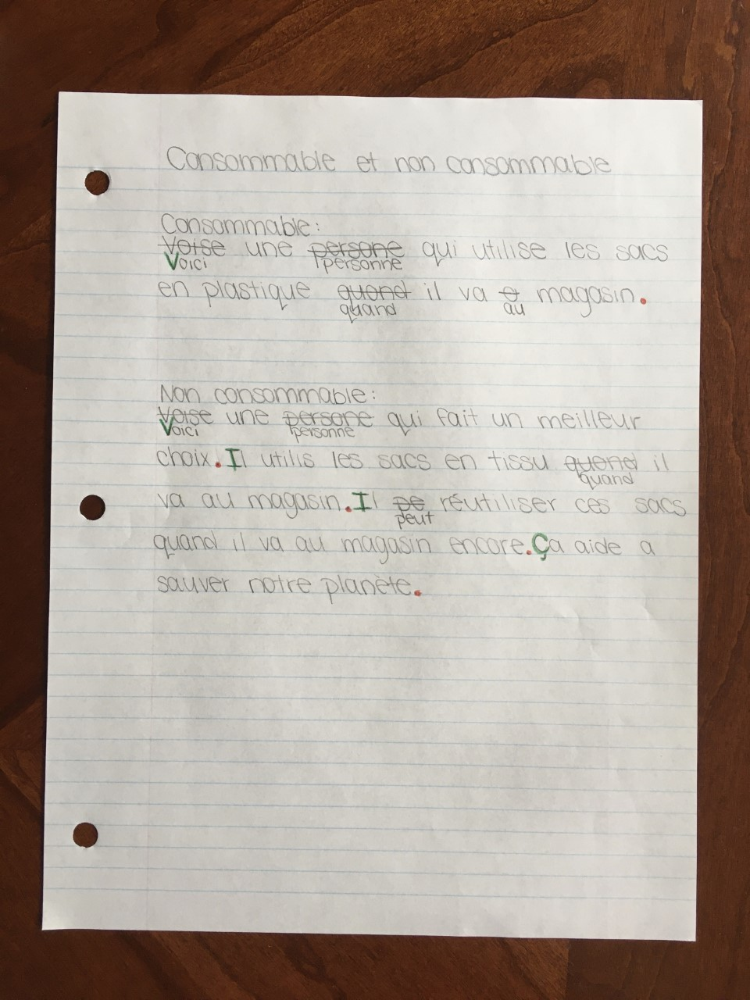 Consommable et non consommable
Consommable:
Voise une persone qui utilise les sacs
Voici personne
en plastique quend il va e magasin.
quand au
Non consommable:
Voise une persone qui fait un meilleur
Voici personne
choix. Il utilis les sacs en tissu quend il
quand
va au magasin. Il pe réutiliser ces sacs
peut
quand il va au magasin encore. Ça aide a
sauver notre planète.